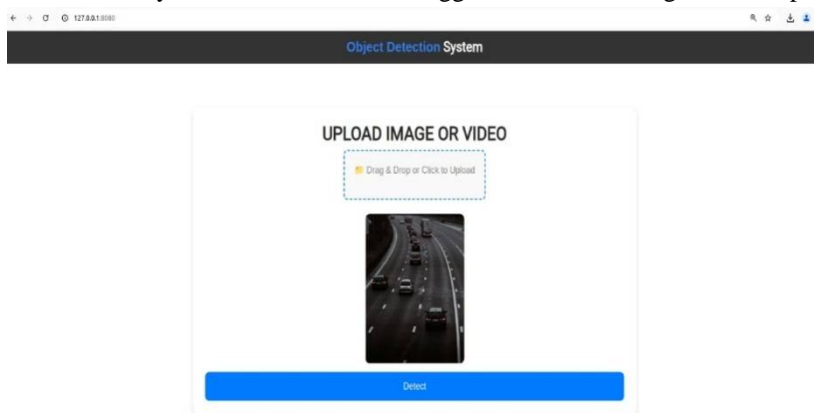 127.0.0.1:8080
Object Detection System
UPLOAD IMAGE OR VIDEO
Drag & Drop or Click to Upload
Detect